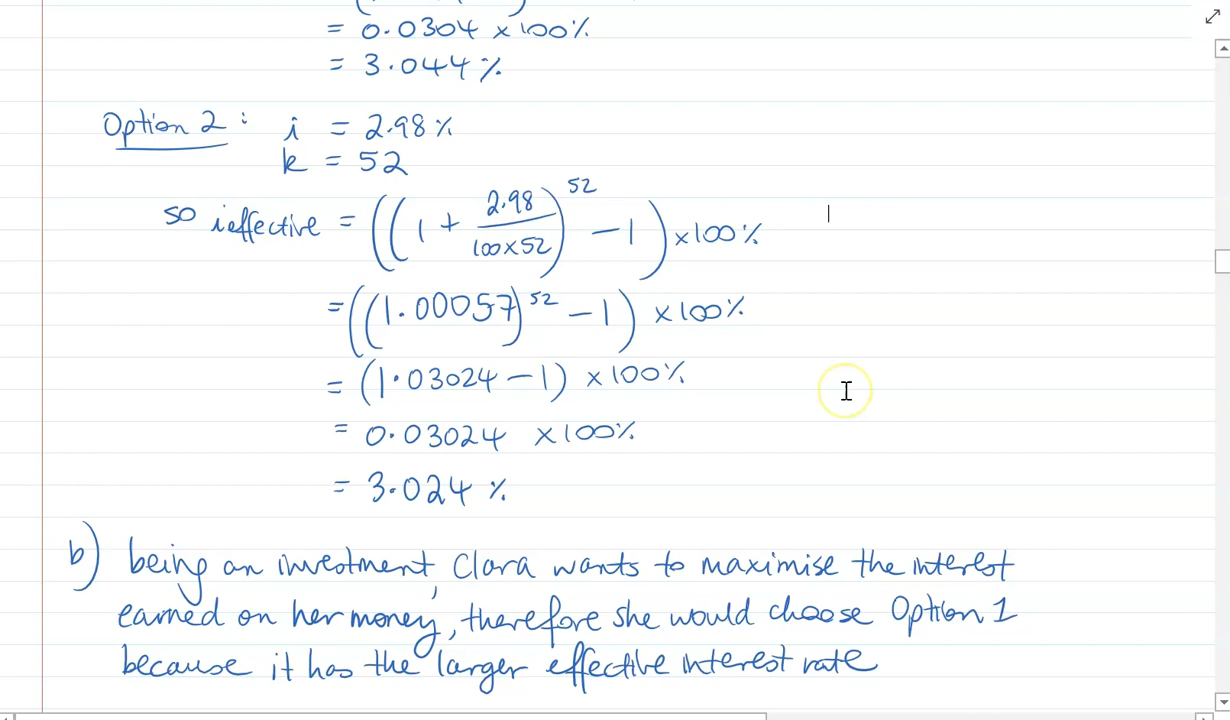 = 0.0304 ×100%
= 3.044 %
Option 2 : i = 2.98 %
k = 52
so ieffective = ((1 + 2.98/(100×52))^52 − 1) ×100%
= ((1.00057)^52 − 1) ×100%
= (1.03024 − 1) ×100%
= 0.03024 ×100%
= 3.024 %
b) being an investment, Clara wants to maximise the interest
earned on her money, therefore she would choose Option 1
because it has the larger effective interest rate